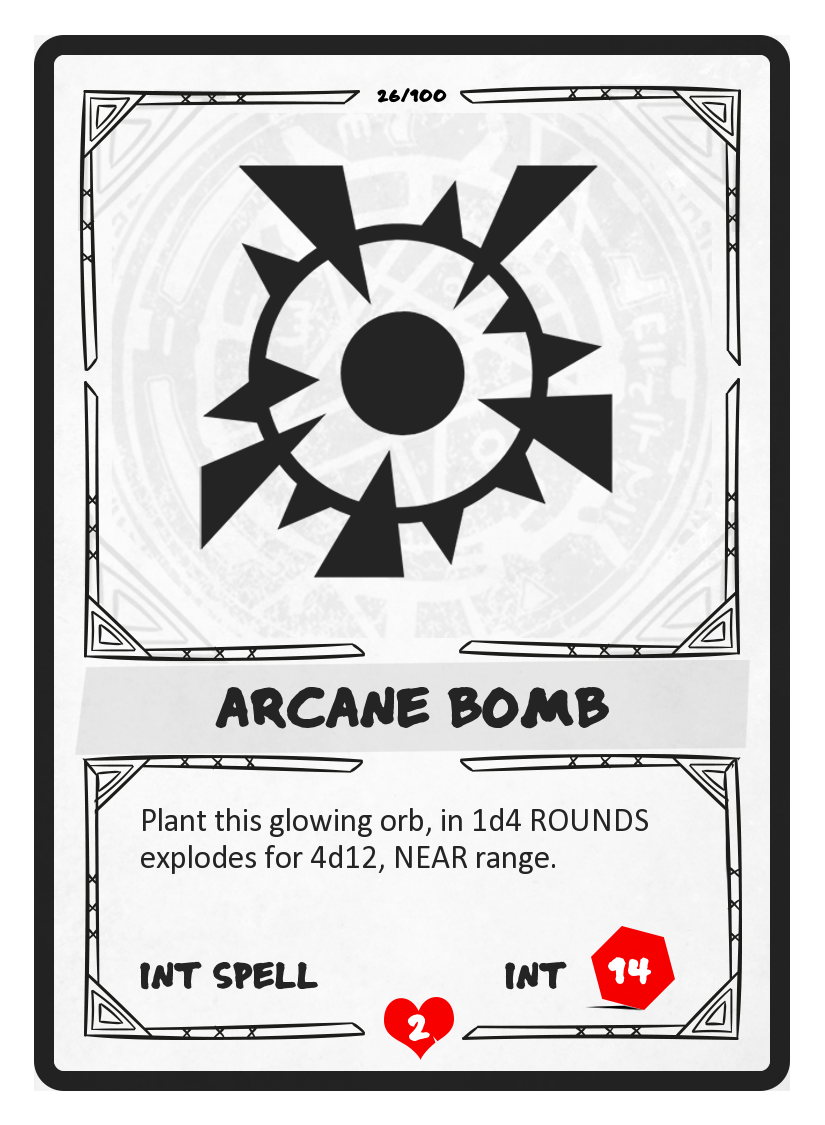 26/100
ARCANE BOMB
Plant this glowing orb, in 1d4 ROUNDS
explodes for 4d12, NEAR range.
INT SPELL
INT 14
2